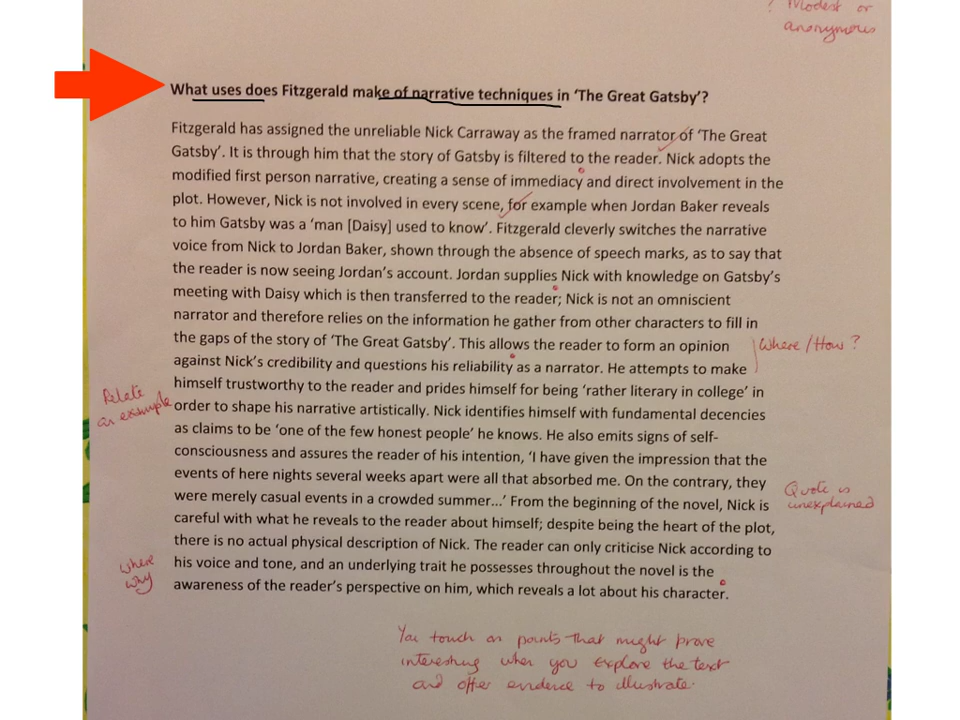 ? Modest or
anonymous
What uses does Fitzgerald make of narrative techniques in ‘The Great Gatsby’?
Fitzgerald has assigned the unreliable Nick Carraway as the framed narrator of ‘The Great
Gatsby’. It is through him that the story of Gatsby is filtered to the reader. Nick adopts the
modified first person narrative, creating a sense of immediacy and direct involvement in the
plot. However, Nick is not involved in every scene, for example when Jordan Baker reveals
to him Gatsby was a ‘man [Daisy] used to know’. Fitzgerald cleverly switches the narrative
voice from Nick to Jordan Baker, shown through the absence of speech marks, as to say that
the reader is now seeing Jordan’s account. Jordan supplies Nick with knowledge on Gatsby’s
meeting with Daisy which is then transferred to the reader; Nick is not an omniscient
narrator and therefore relies on the information he gather from other characters to fill in
the gaps of the story of ‘The Great Gatsby’. This allows the reader to form an opinion
Where/How?
against Nick’s credibility and questions his reliability as a narrator. He attempts to make
himself trustworthy to the reader and prides himself for being ‘rather literary in college’ in
Relate
an example
order to shape his narrative artistically. Nick identifies himself with fundamental decencies
as claims to be ‘one of the few honest people’ he knows. He also emits signs of self-
consciousness and assures the reader of his intention, ‘I have given the impression that the
events of here nights several weeks apart were all that absorbed me. On the contrary, they
Quote is
unexplained
were merely casual events in a crowded summer...’ From the beginning of the novel, Nick is
careful with what he reveals to the reader about himself; despite being the heart of the plot,
there is no actual physical description of Nick. The reader can only criticise Nick according to
where
why
his voice and tone, and an underlying trait he possesses throughout the novel is the
awareness of the reader’s perspective on him, which reveals a lot about his character.
You touch on points that might prove
interesting when you explore the text
and offer evidence to illustrate.